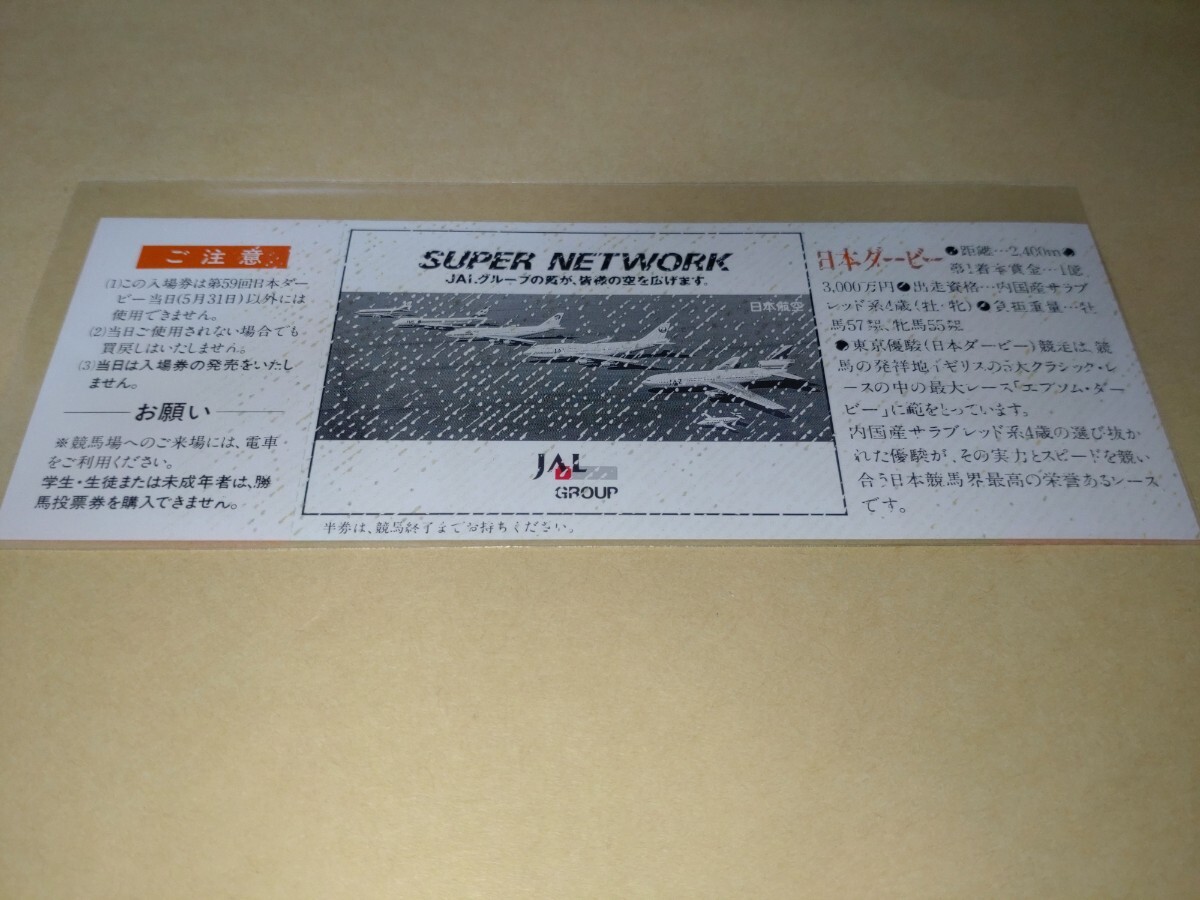 ご注意
(1)この入場券は第59回日本ダー
ビー当日(5月31日)以外には
使用できません。
(2)当日ご使用されない場合でも
買戻しはいたしません。
(3)当日は入場券の発売をいたし
ません。
お願い
※競馬場へのご来場には、電車
をご利用ください。
学生・生徒または未成年者は、勝
馬投票券を購入できません。
SUPER NETWORK
JALグループの翼が、皆様の空を広げます。
日本航空
JAL
GROUP
半券は、競馬終了までお持ちください。
日本ダービー ●距離…2,400m●
第1着本賞金…1億
3,000万円●出走資格…内国産サラブ
レッド系4歳(牡・牝)●負担重量…牡
馬57瓩、牝馬55瓩
●東京優駿(日本ダービー)競走は、競
馬の発祥地イギリスの5大クラシック・レ
ースの中の最大レース「エプソム・ダー
ビー」に範をとっています。
内国産サラブレッド系4歳の選び抜か
れた優駿が、その実力とスピードを競い
合う日本競馬界最高の栄誉あるレース
です。